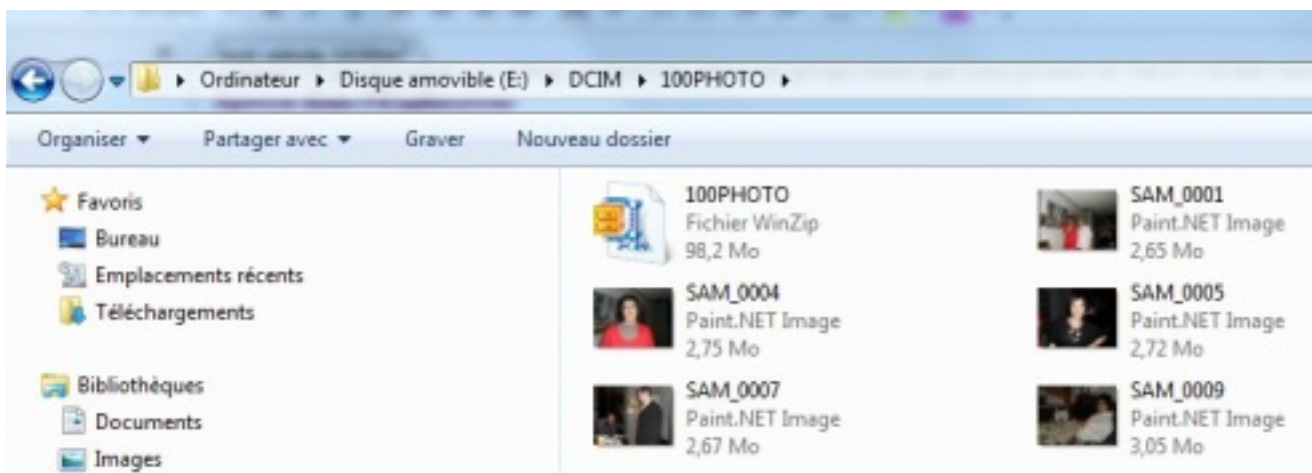 Ordinateur Disque amovible (E:) DCIM 100PHOTO
Organiser Partager avec Graver Nouveau dossier
Favoris
Bureau
Emplacements récents
Téléchargements
Bibliothèques
Documents
Images
100PHOTO
Fichier WinZip
98,2 Mo
SAM_0001
Paint.NET Image
2,65 Mo
SAM_0004
Paint.NET Image
2,75 Mo
SAM_0005
Paint.NET Image
2,72 Mo
SAM_0007
Paint.NET Image
2,67 Mo
SAM_0009
Paint.NET Image
3,05 Mo